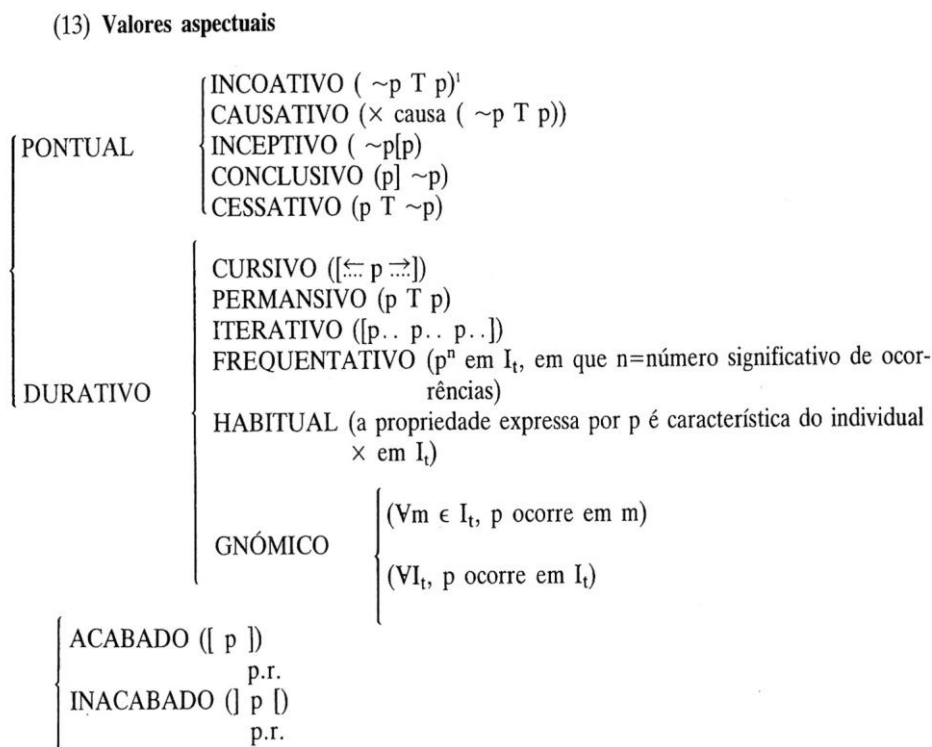 (13) Valores aspectuais
INCOATIVO ( ~p T p)¹
CAUSATIVO (× causa ( ~p T p))
PONTUAL
INCEPTIVO ( ~p[p)
CONCLUSIVO (p] ~p)
CESSATIVO (p T ~p)
CURSIVO ([⇇ p ⇉])
PERMANSIVO (p T p)
ITERATIVO ([p.. p.. p..])
FREQUENTATIVO (pⁿ em Iₜ, em que n=número significativo de ocor-
rências)
DURATIVO
HABITUAL (a propriedade expressa por p é característica do individual
× em Iₜ)
(∀m ϵ Iₜ, p ocorre em m)
GNÓMICO
(∀Iₜ, p ocorre em Iₜ)
ACABADO ([ p ])
p.r.
INACABADO (] p [)
p.r.